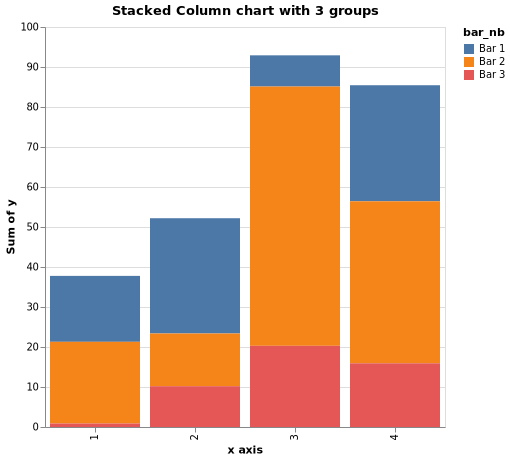 Stacked Column chart with 3 groups
bar_nb
Bar 1
Bar 2
Bar 3
Sum of y
100
90
80
70
60
50
40
30
20
10
0
1
2
3
4
x axis